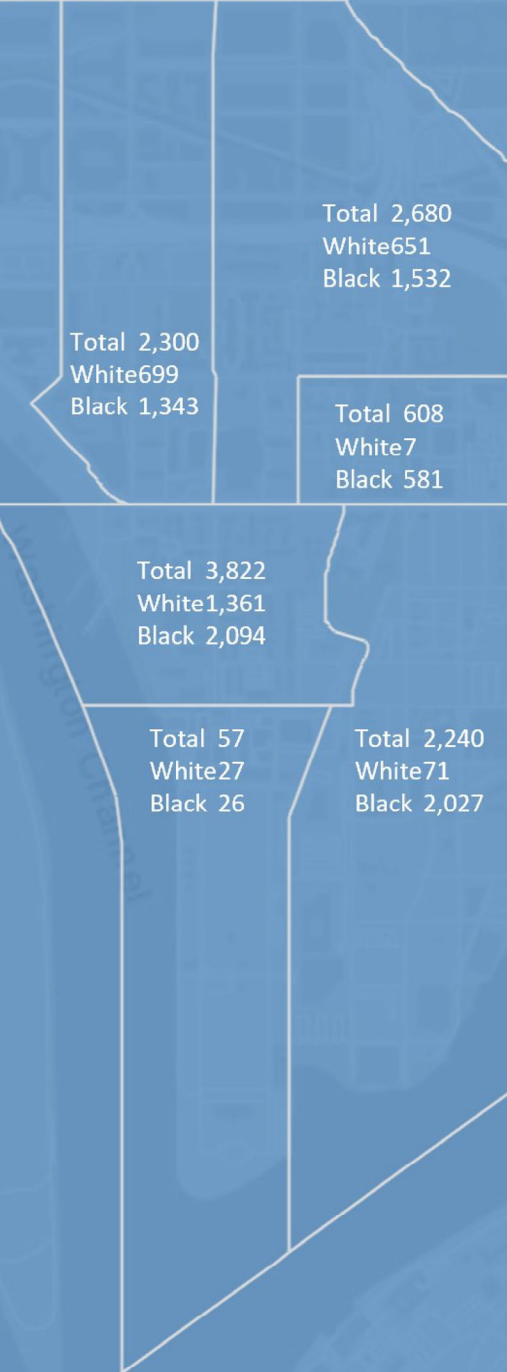 Total 2,680
White651
Black 1,532
Total 2,300
White699
Black 1,343
Total 608
White7
Black 581
Total 3,822
White1,361
Black 2,094
Washington Channel
Total 57
White27
Black 26
Total 2,240
White71
Black 2,027